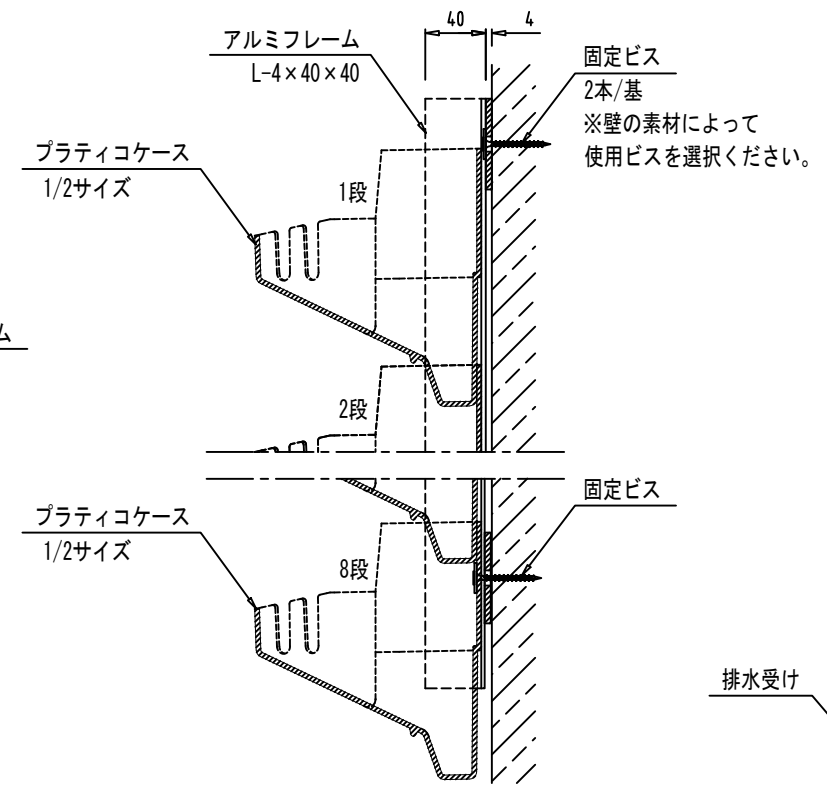 40
4
アルミフレーム
L-4×40×40
固定ビス
2本/基
※壁の素材によって
使用ビスを選択ください。
プラティコケース
1/2サイズ
1段
ム
2段
プラティコケース
1/2サイズ
固定ビス
8段
排水受け